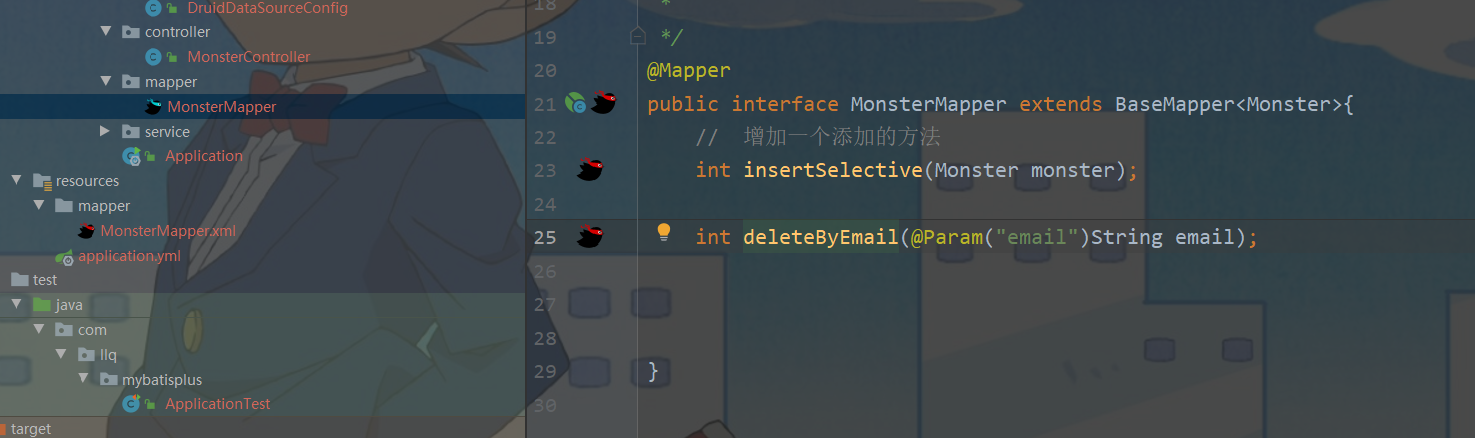 DruidDataSourceConfig
controller
MonsterController
mapper
MonsterMapper
service
Application
resources
mapper
MonsterMapper.xml
application.yml
test
java
com
llq
mybatisplus
ApplicationTest
target
18 *
19 */
20 @Mapper
21 public interface MonsterMapper extends BaseMapper<Monster>{
22 // 增加一个添加的方法
23 int insertSelective(Monster monster);
24
25 int deleteByEmail(@Param("email")String email);
26
27
28
29 }
30